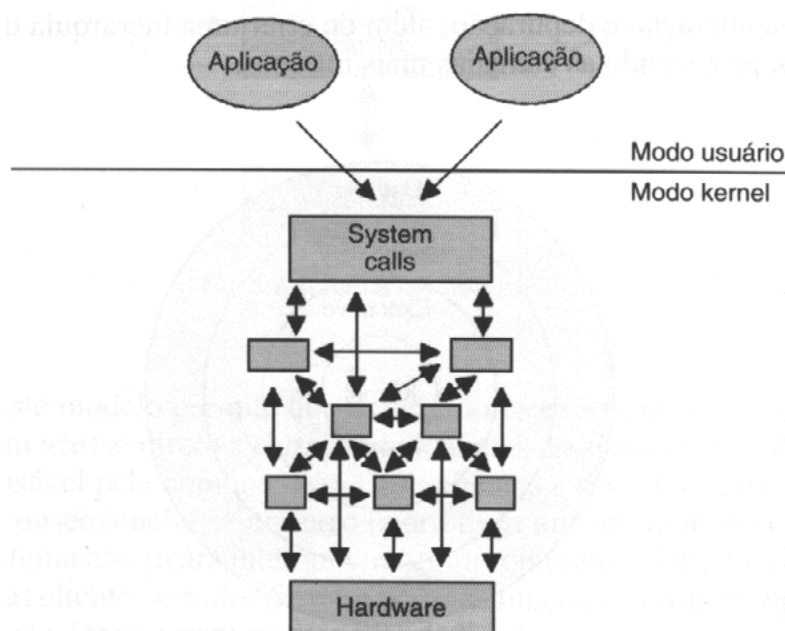 Aplicação
Aplicação
Modo usuário
Modo kernel
System
calls
Hardware